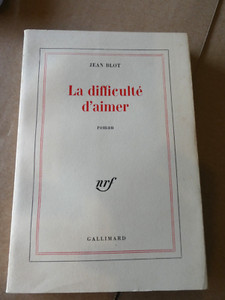 JEAN BLOT
La difficulté
d'aimer
roman
nrf
GALLIMARD